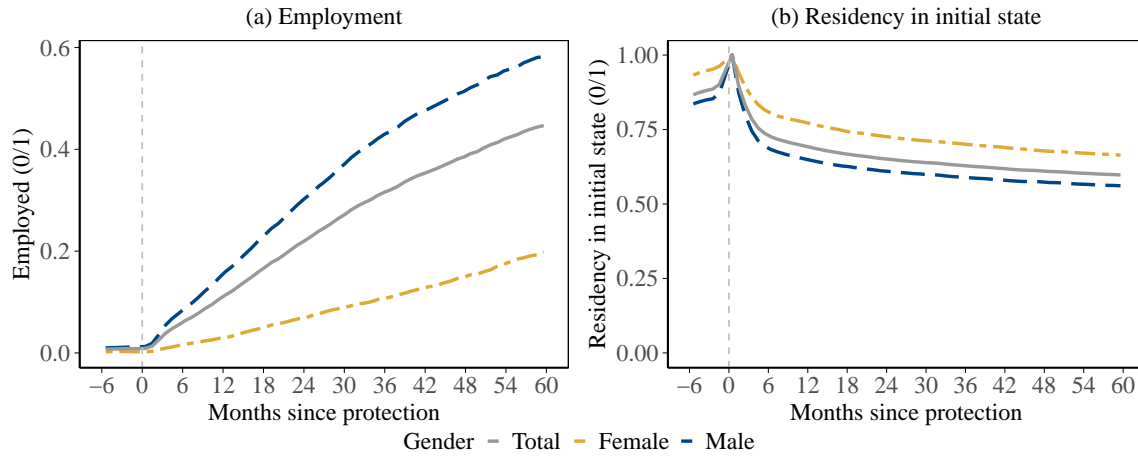 (a) Employment
Employed (0/1)
0.6
0.4
0.2
0.0
−6 0 6 12 18 24 30 36 42 48 54 60
Months since protection
(b) Residency in initial state
Residency in initial state (0/1)
1.00
0.75
0.50
0.25
0.00
−6 0 6 12 18 24 30 36 42 48 54 60
Months since protection
Gender Total Female Male